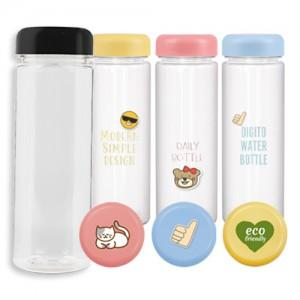 MODERN
SIMPLE
DESIGN
DAILY
BOTTLE
DIGITO
WATER
BOTTLE
eco
friendly